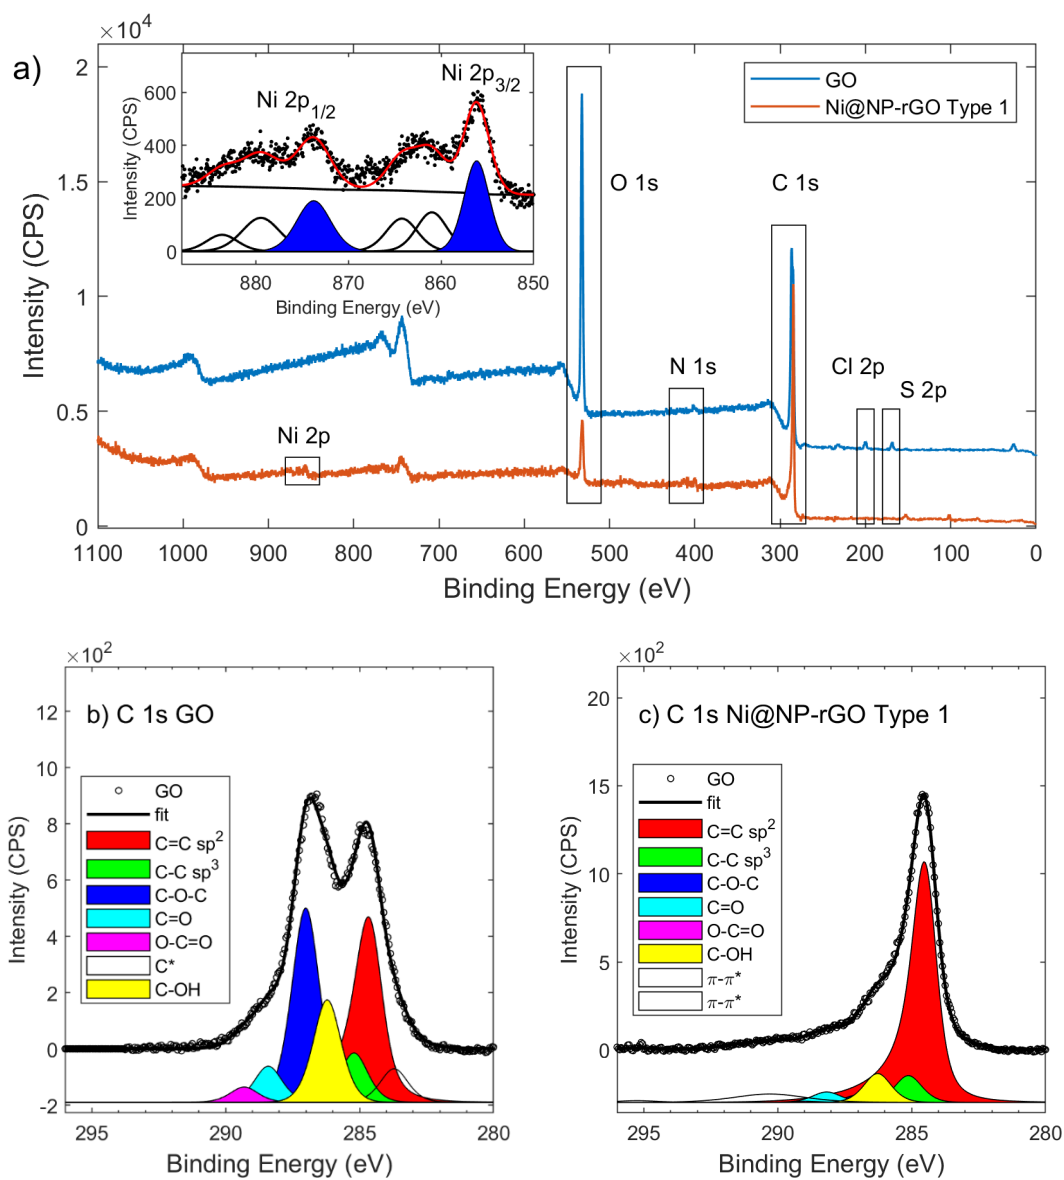 ×10⁴
a)
GO
Ni@NP-rGO Type 1
Ni 2p1/2
Ni 2p3/2
600
400
200
0
Intensity (CPS)
880
870
860
850
Binding Energy (eV)
O 1s
C 1s
N 1s
Cl 2p
S 2p
Ni 2p
2
1.5
1
0.5
0
Intensity (CPS)
1100 1000 900 800 700 600 500 400 300 200 100 0
Binding Energy (eV)
×10²
b) C 1s GO
GO
fit
C=C sp²
C-C sp³
C-O-C
C=O
O-C=O
C*
C-OH
12
10
8
6
4
2
0
-2
Intensity (CPS)
295 290 285 280
Binding Energy (eV)
×10²
c) C 1s Ni@NP-rGO Type 1
GO
fit
C=C sp²
C-C sp³
C-O-C
C=O
O-C=O
C-OH
π-π*
π-π*
20
15
10
5
0
Intensity (CPS)
295 290 285 280
Binding Energy (eV)